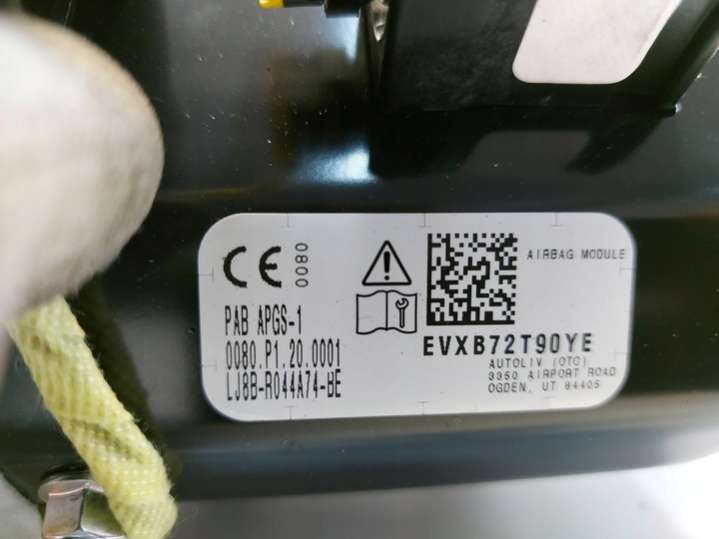 CE
0080
AIRBAG MODULE
PAB APGS-1
0080.P1.20.0001
LJ8B-R044A74-BE
EVXB72T90YE
AUTOLIV (OTC)
3350 AIRPORT ROAD
OGDEN, UT 84405